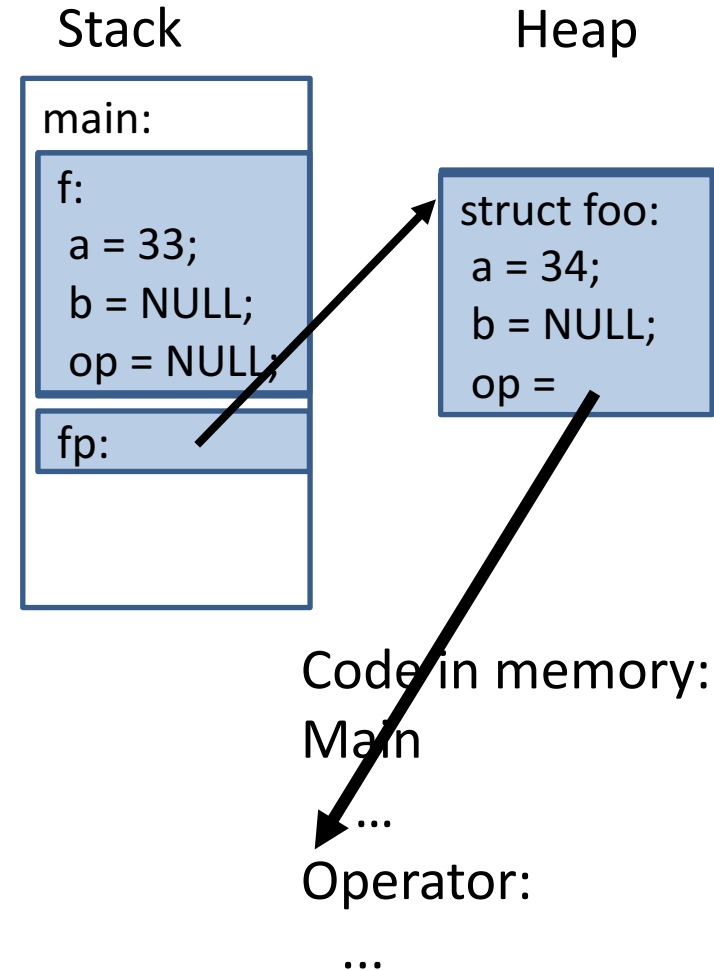 Stack
Heap
main:
f:
a = 33;
b = NULL;
op = NULL;
fp:
struct foo:
a = 34;
b = NULL;
op =
Code in memory:
Main
...
Operator:
...